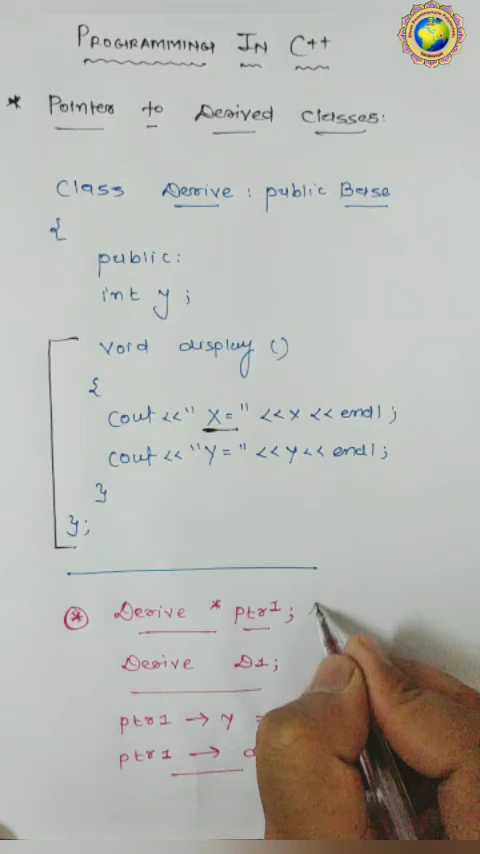 PROGRAMMING IN C++
* Pointer to Derived Classes:
Class Derive : public Base
{
public:
int y;
void display ()
{
cout <<" X=" <<x << endl;
cout << "Y=" <<y<< endl;
}
};
* Derive * ptr1;
Derive D1;
ptr1 → y =
ptr1 →